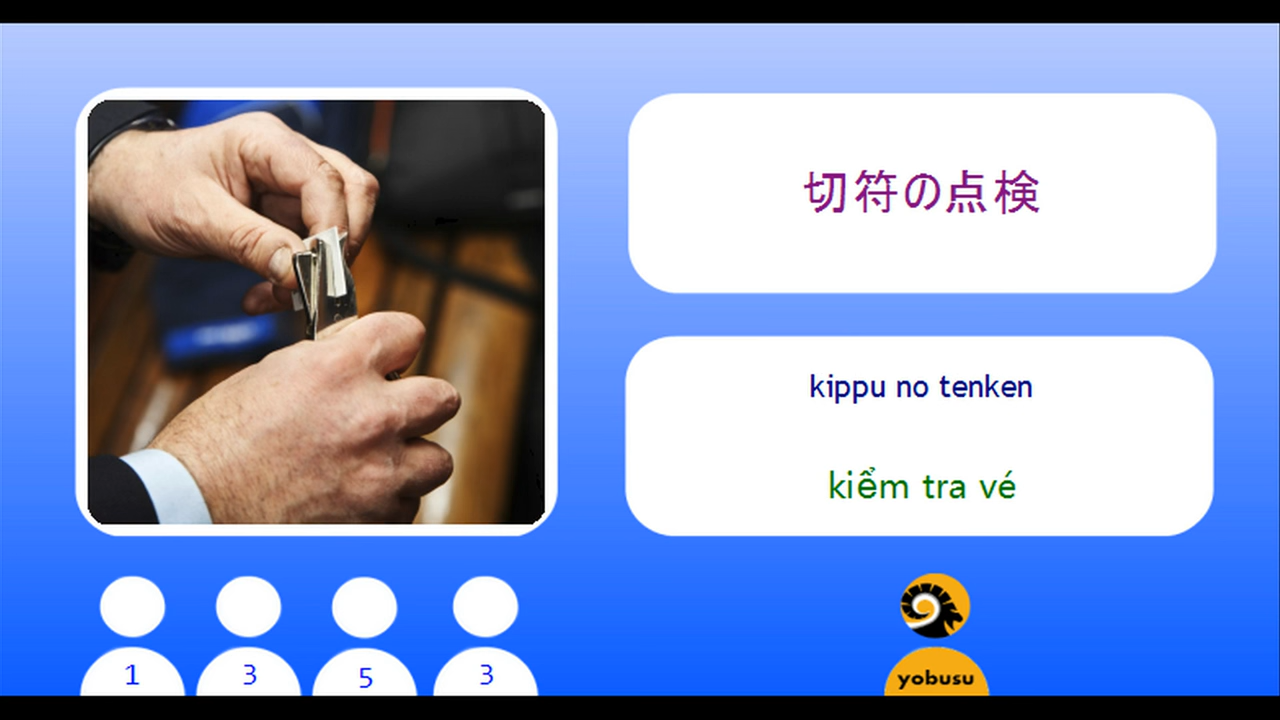 切符の点検
kippu no tenken
kiểm tra vé
1 3 5 3
yobusu